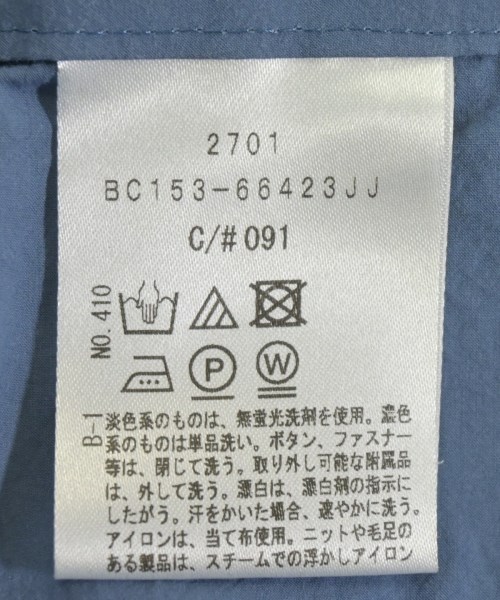 2701
BC153-66423JJ
C/#091
NO.410
P
W
B-1
淡色系のものは、無蛍光洗剤を使用。濃色
系のものは単品洗い。ボタン、ファスナー
等は、閉じて洗う。取り外し可能な附属品
は、外して洗う。漂白は、漂白剤の指示に
したがう。汗をかいた場合、速やかに洗う。
アイロンは、当て布使用。ニットや毛足の
ある製品は、スチームでの浮かしアイロン